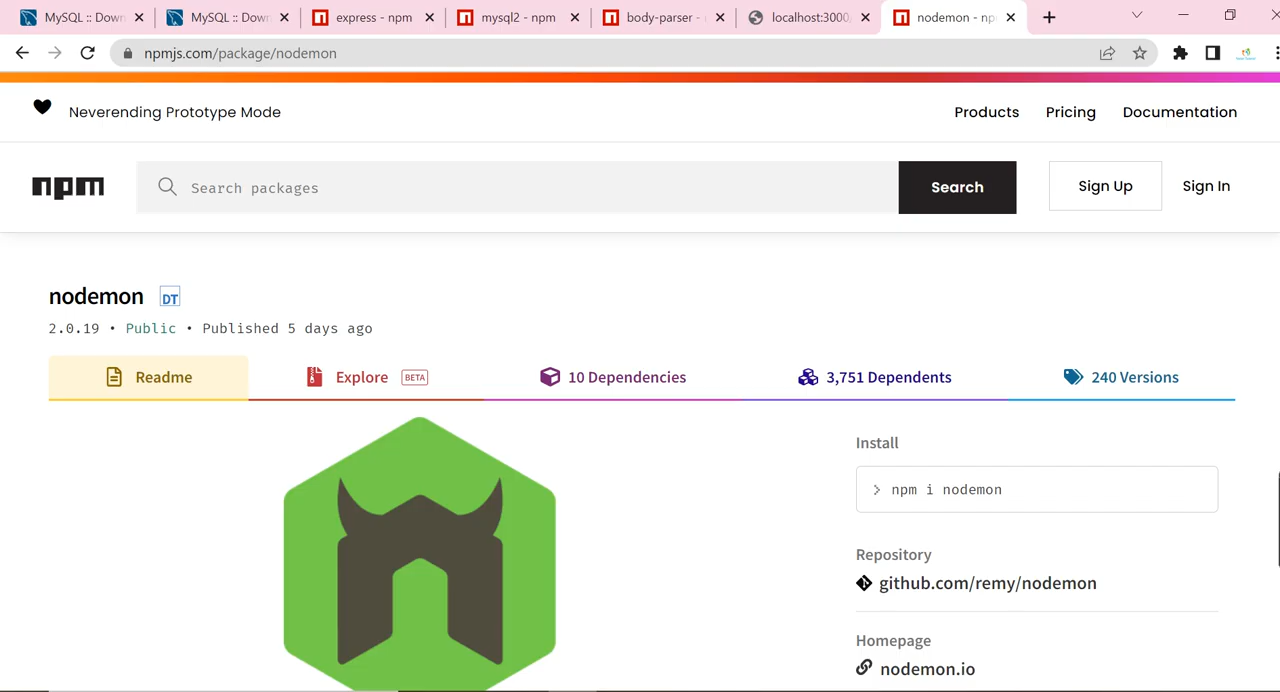 MySQL :: Down
MySQL :: Down
express - npm
mysql2 - npm
body-parser -
localhost:3000/
nodemon - np
npmjs.com/package/nodemon
Neverending Prototype Mode
Products
Pricing
Documentation
npm
Search packages
Search
Sign Up
Sign In
nodemon DT
2.0.19 • Public • Published 5 days ago
Readme
Explore BETA
10 Dependencies
3,751 Dependents
240 Versions
Install
> npm i nodemon
Repository
github.com/remy/nodemon
Homepage
nodemon.io